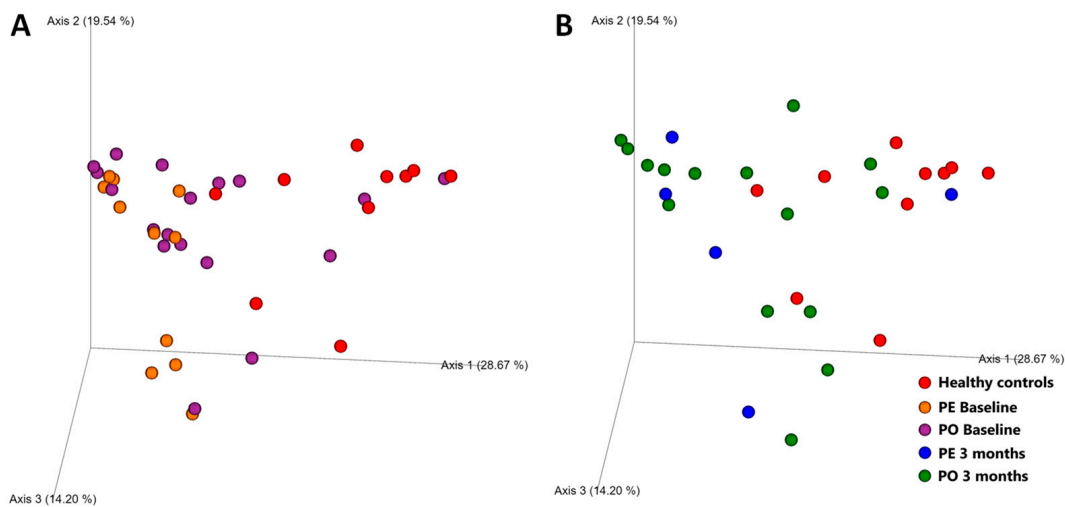 A
Axis 2 (19.54 %)
Axis 1 (28.67 %)
Axis 3 (14.20 %)
B
Axis 2 (19.54 %)
Axis 1 (28.67 %)
Axis 3 (14.20 %)
Healthy controls
PE Baseline
PO Baseline
PE 3 months
PO 3 months